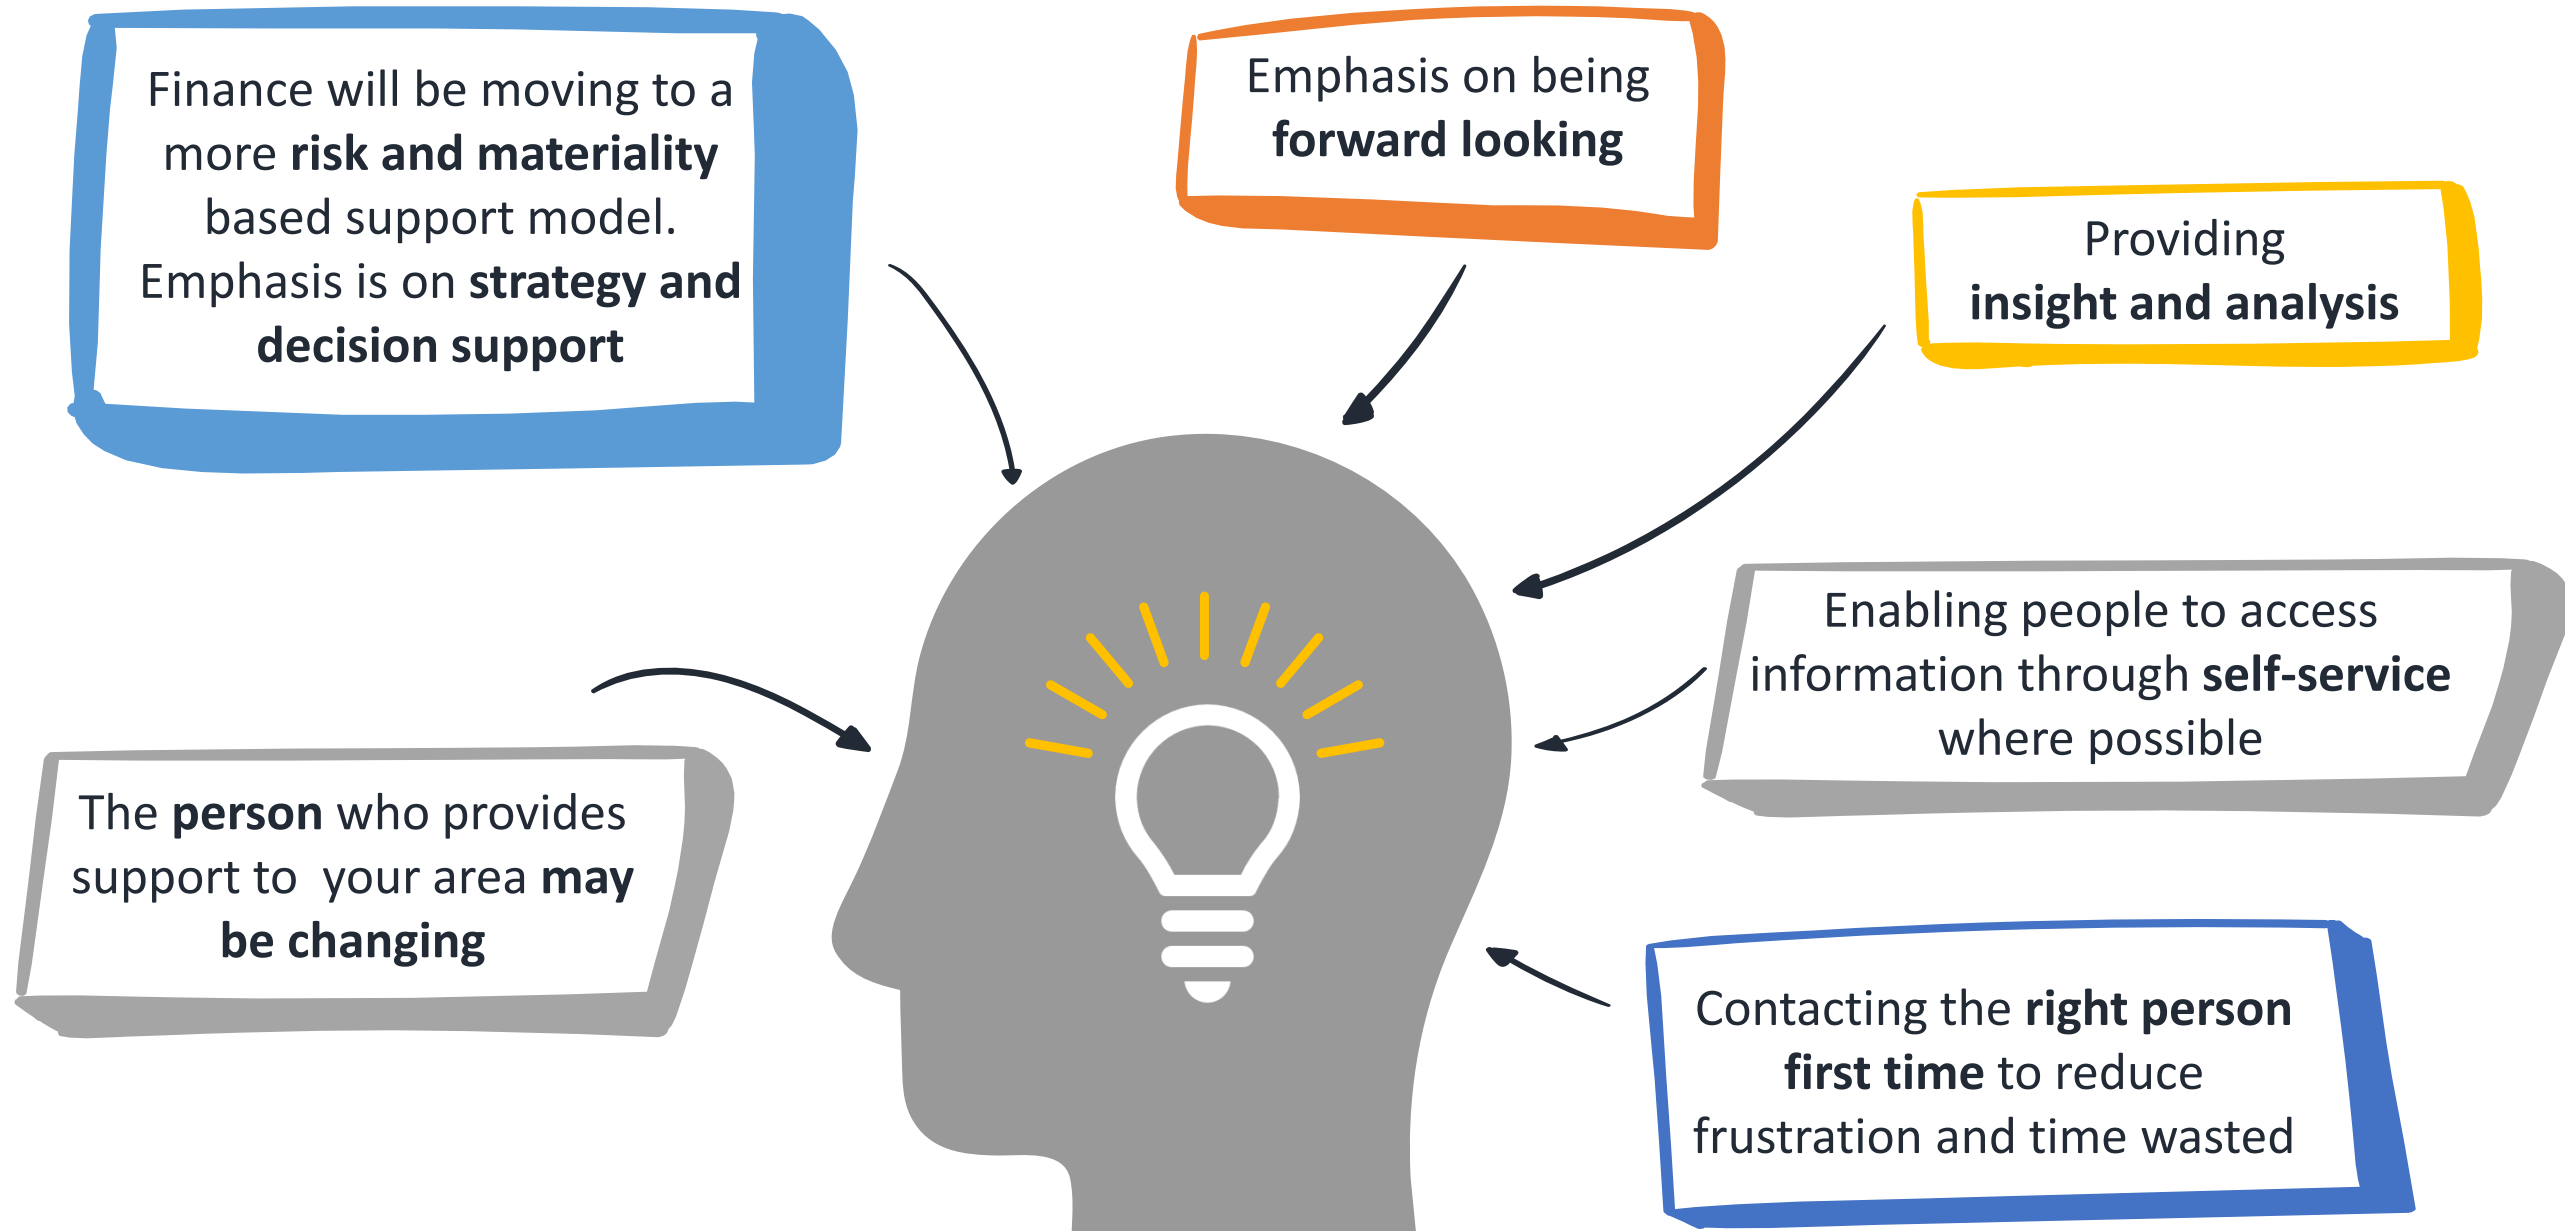 Finance will be moving to a
more risk and materiality
based support model.
Emphasis is on strategy and
decision support
Emphasis on being
forward looking
Providing
insight and analysis
Enabling people to access
information through self-service
where possible
The person who provides
support to  your area may
be changing
Contacting the right person
first time to reduce
frustration and time wasted